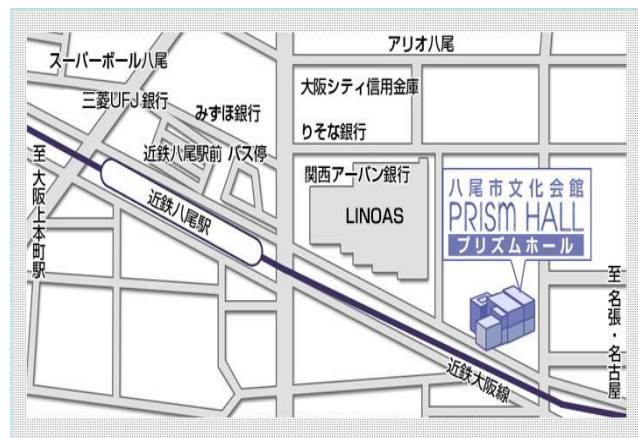 アリオ八尾
スーパーボール八尾
大阪シティ信用金庫
三菱UFJ銀行
みずほ銀行
りそな銀行
近鉄八尾駅前 バス停
関西アーバン銀行
LINOAS
八尾市文化会館
PRISM HALL
プリズムホール
至大阪上本町駅
近鉄八尾駅
至名張・名古屋
近鉄大阪線